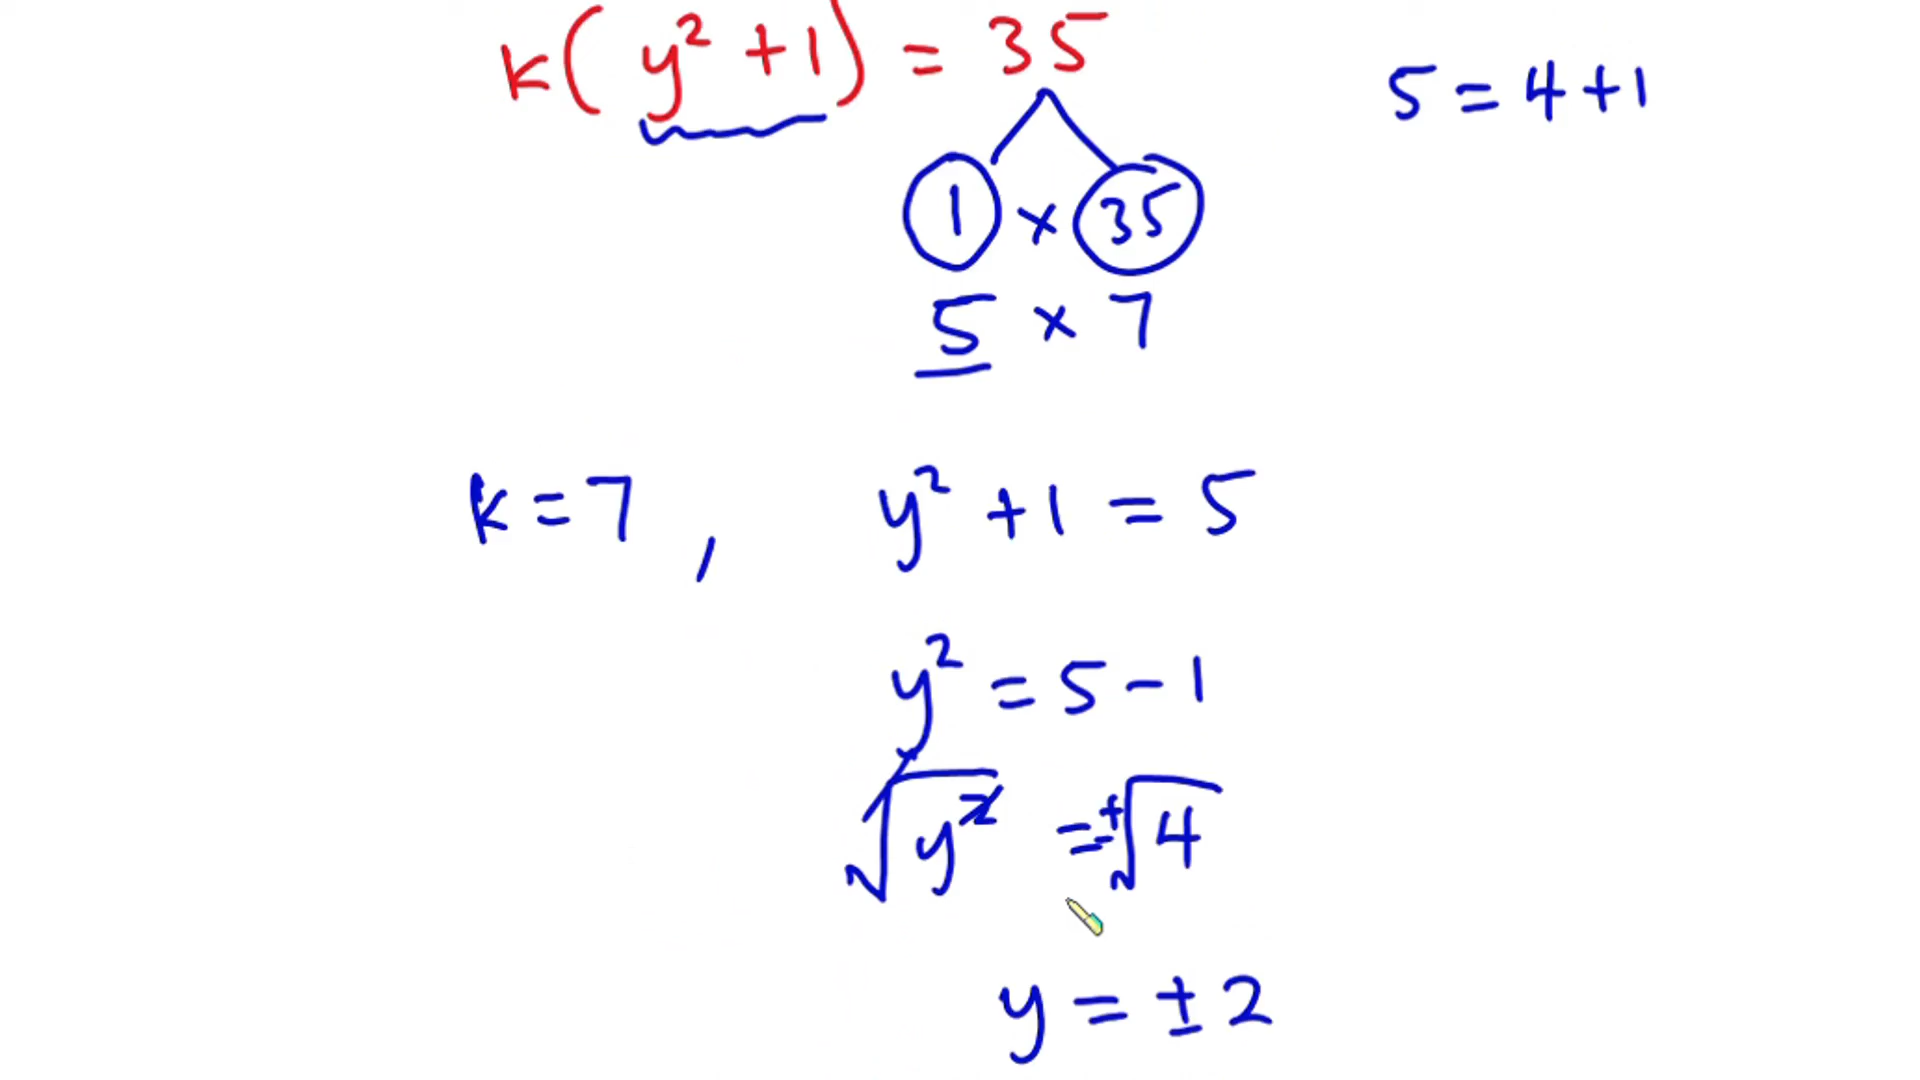 k(y² + 1) = 35
5 = 4 + 1
1 × 35
5 × 7
k = 7 , y² + 1 = 5
y² = 5 - 1
√y² = ±√4
y = ± 2